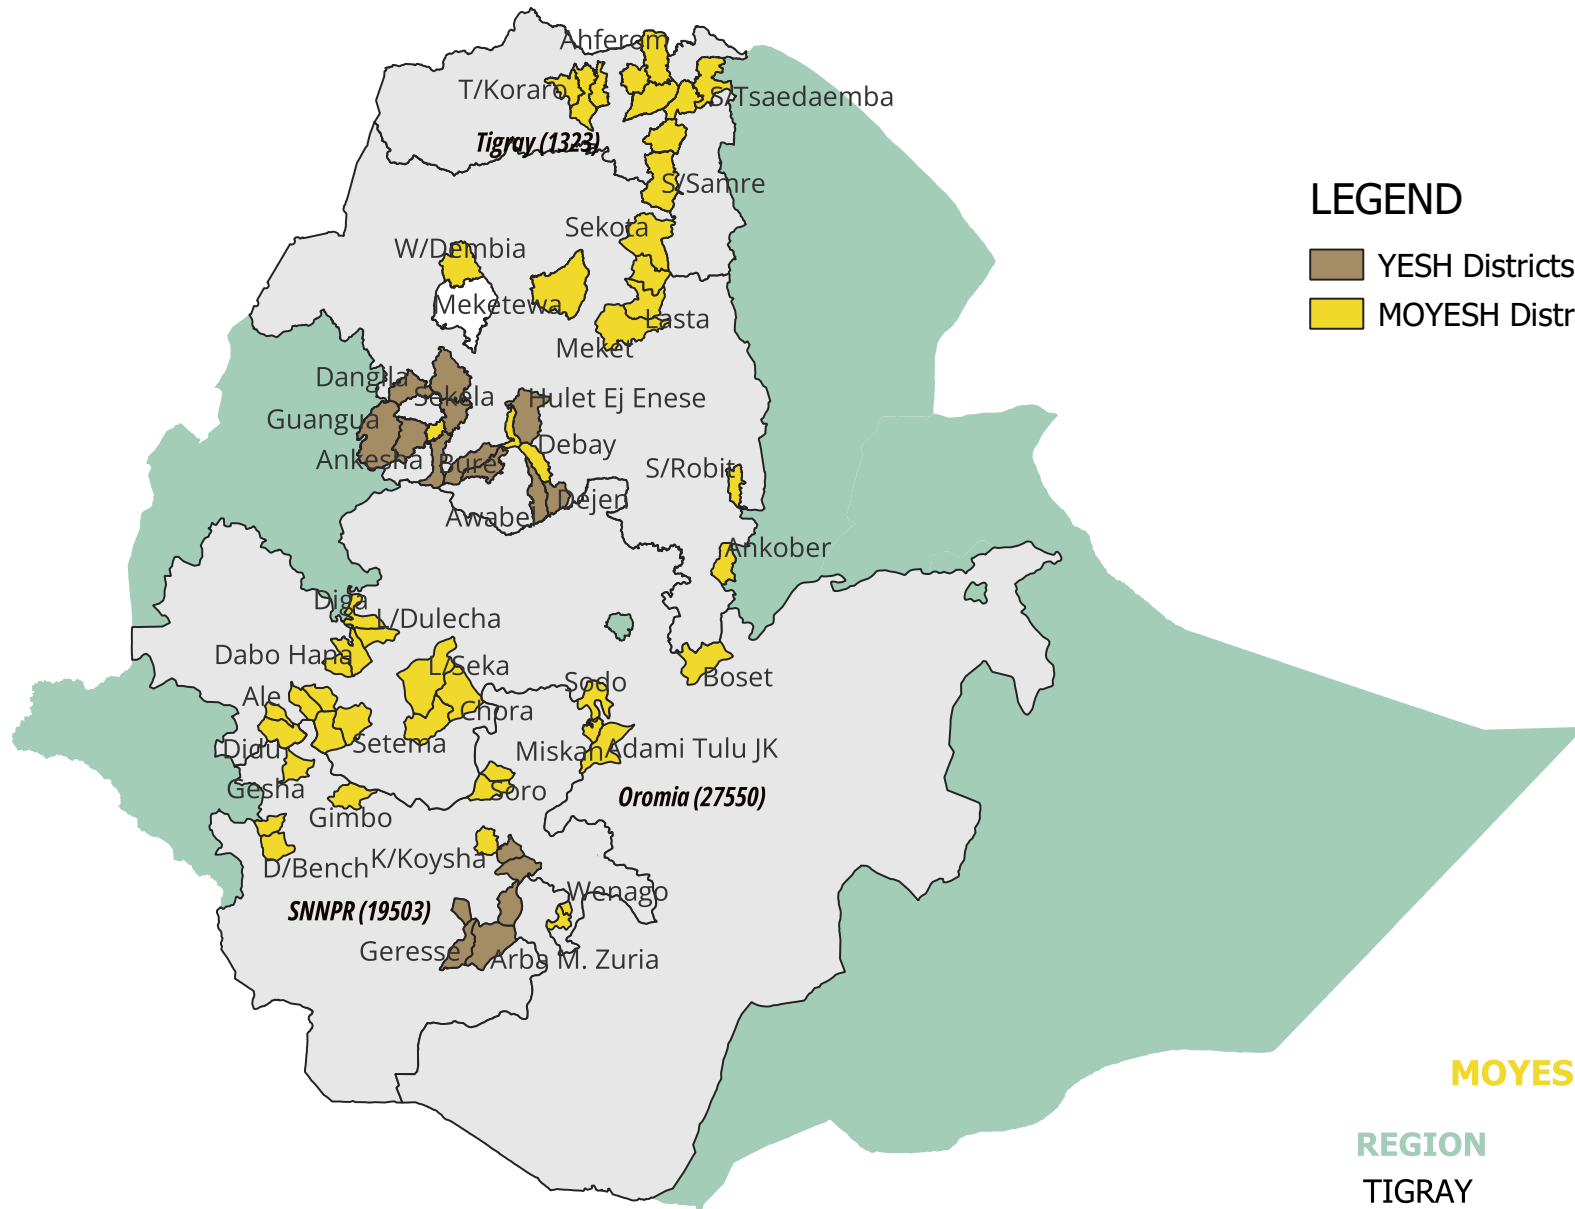 Ahferom
T/Koraro
S/Tsaedaemba
Tigray (1323)
S/Samre
LEGEND
Sekota
W/Dembia
YESH Districts
Meketewa
MOYESH Distr
Lasta
Meket
Dangila
Sekela
Hulet Ej Enese
Guangua
Debay
Ankesha
Bure
S/Robit
Dejen
Awabel
Ankober
Diga
L/Dulecha
Dabo Hana
L/Seka
Boset
Sodo
Ale
Chora
Setema
Didu
Miskan
Adami Tulu JK
Gesha
Soro
Oromia (27550)
Gimbo
K/Koysha
D/Bench
Wenago
SNNPR (19503)
Geresse
Arba M. Zuria
MOYES
REGION
TIGRAY